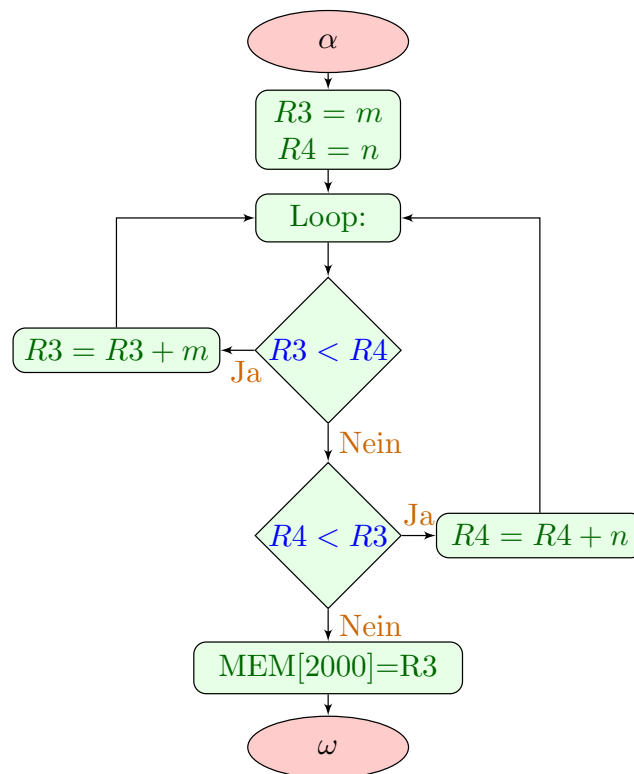 α
R3 = m
R4 = n
Loop:
R3 < R4
R3 = R3 + m
Ja
Nein
R4 < R3
Ja
R4 = R4 + n
Nein
MEM[2000]=R3
ω